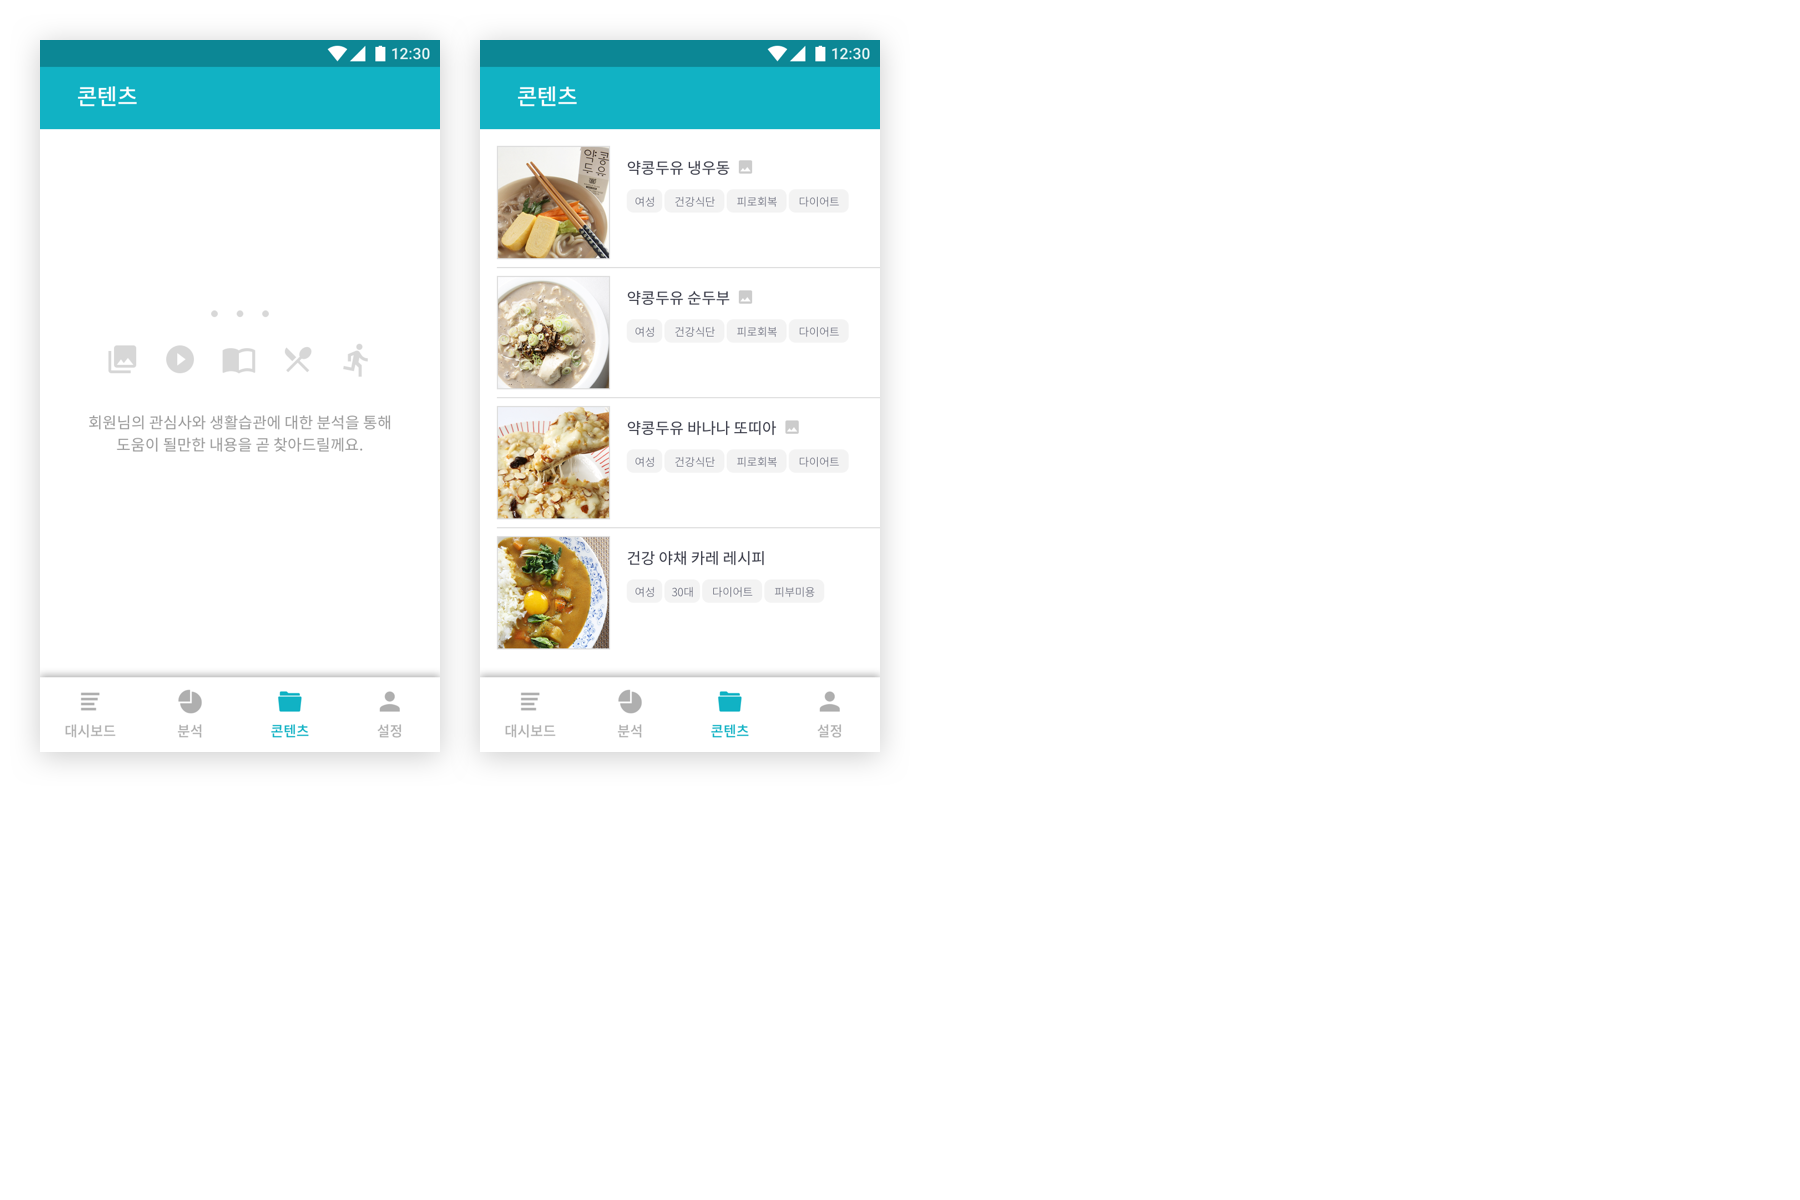 12:30
콘텐츠
회원님의 관심사와 생활습관에 대한 분석을 통해
도움이 될만한 내용을 곧 찾아드릴께요.
대시보드 분석 콘텐츠 설정
12:30
콘텐츠
약콩두유 냉우동
여성 건강식단 피로회복 다이어트
약콩두유 순두부
여성 건강식단 피로회복 다이어트
약콩두유 바나나 또띠아
여성 건강식단 피로회복 다이어트
건강 야채 카레 레시피
여성 30대 다이어트 피부미용
대시보드 분석 콘텐츠 설정